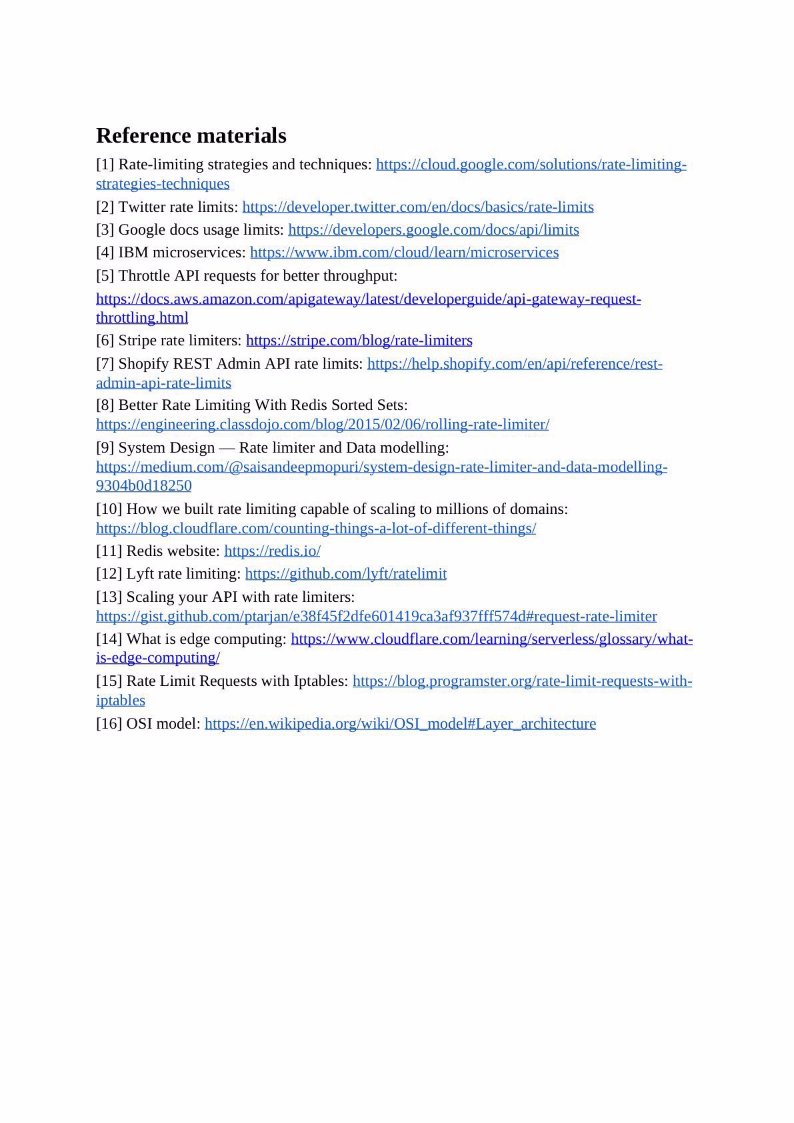 Reference materials
[1] Rate-limiting strategies and techniques: https://cloud.google.com/solutions/rate-limiting-
strategies-techniques
[2] Twitter rate limits: https://developer.twitter.com/en/docs/basics/rate-limits
[3] Google docs usage limits: https://developers.google.com/docs/api/limits
[4] IBM microservices: https://www.ibm.com/cloud/learn/microservices
[5] Throttle API requests for better throughput:
https://docs.aws.amazon.com/apigateway/latest/developerguide/api-gateway-request-
throttling.html
[6] Stripe rate limiters: https://stripe.com/blog/rate-limiters
[7] Shopify REST Admin API rate limits: https://help.shopify.com/en/api/reference/rest-
admin-api-rate-limits
[8] Better Rate Limiting With Redis Sorted Sets:
https://engineering.classdojo.com/blog/2015/02/06/rolling-rate-limiter/
[9] System Design — Rate limiter and Data modelling:
https://medium.com/@saisandeepmopuri/system-design-rate-limiter-and-data-modelling-
9304b0d18250
[10] How we built rate limiting capable of scaling to millions of domains:
https://blog.cloudflare.com/counting-things-a-lot-of-different-things/
[11] Redis website: https://redis.io/
[12] Lyft rate limiting: https://github.com/lyft/ratelimit
[13] Scaling your API with rate limiters:
https://gist.github.com/ptarjan/e38f45f2dfe601419ca3af937fff574d#request-rate-limiter
[14] What is edge computing: https://www.cloudflare.com/learning/serverless/glossary/what-
is-edge-computing/
[15] Rate Limit Requests with Iptables: https://blog.programster.org/rate-limit-requests-with-
iptables
[16] OSI model: https://en.wikipedia.org/wiki/OSI_model#Layer_architecture